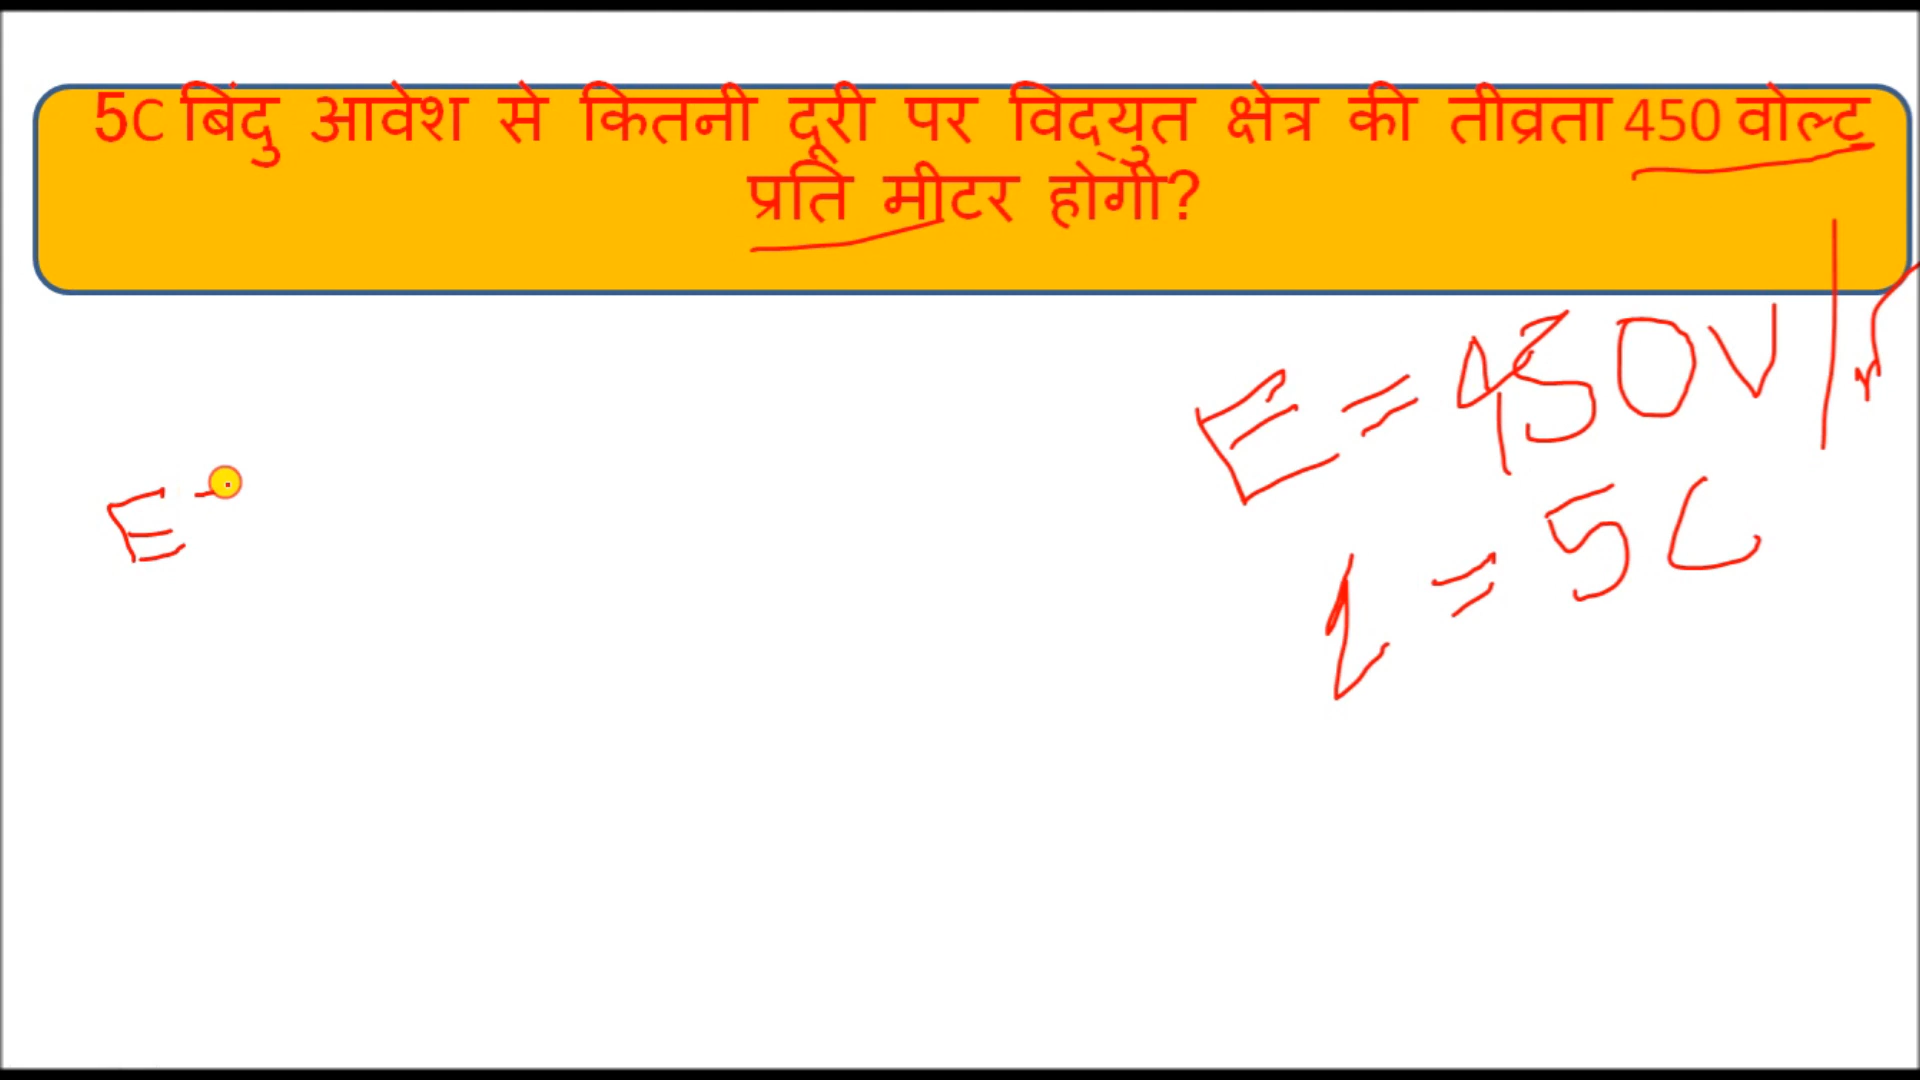 5C बिंदु आवेश से कितनी दूरी पर विद्युत क्षेत्र की तीव्रता 450 वोल्ट
प्रति मीटर होगी?
E = 450V/m
E =
q = 5C